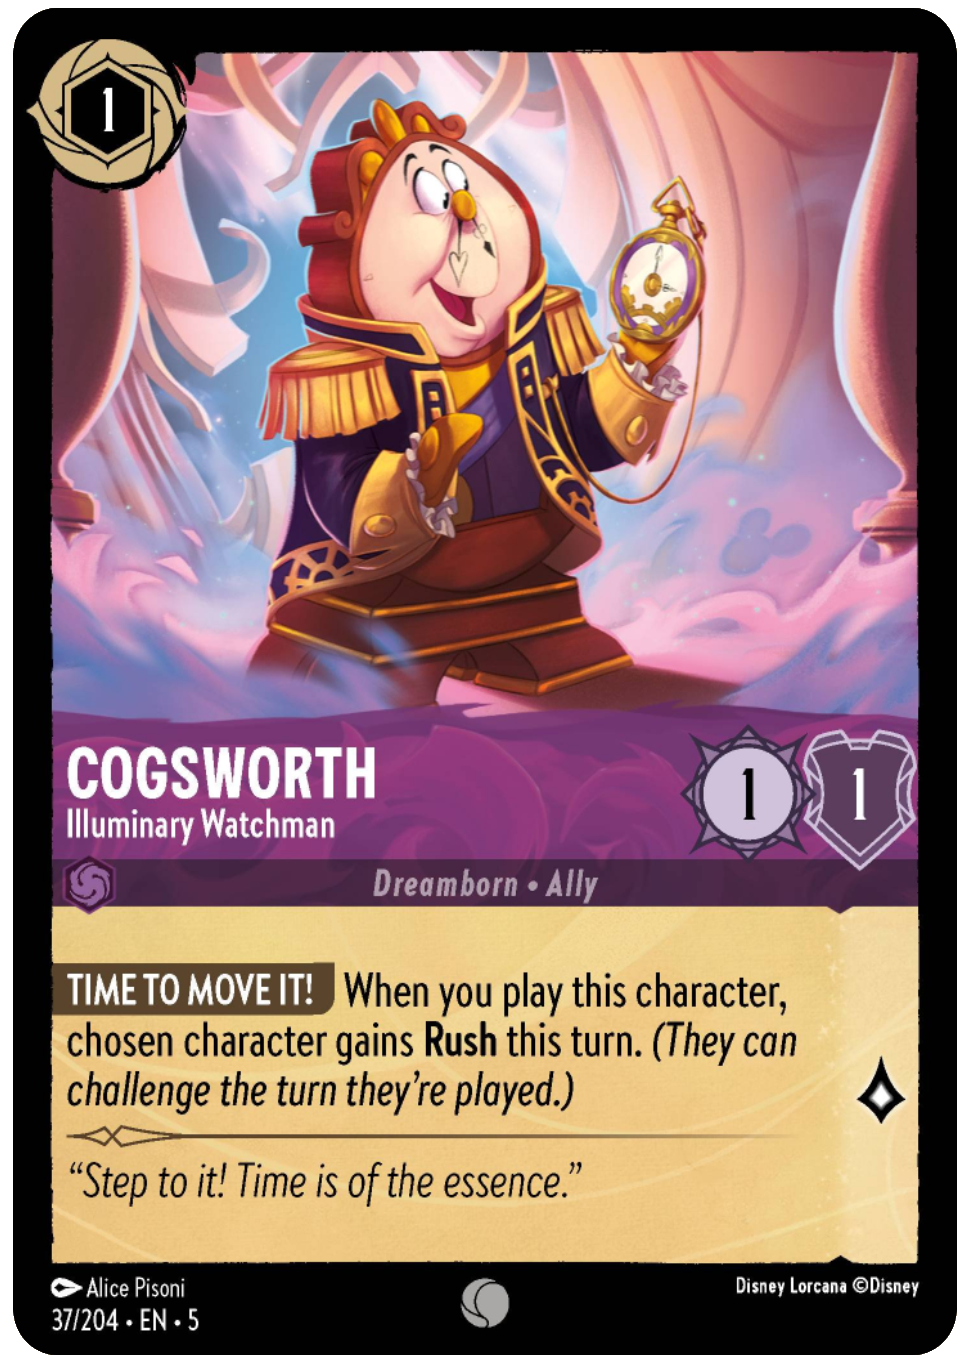 1
COGSWORTH
Illuminary Watchman
1 1
Dreamborn • Ally
TIME TO MOVE IT! When you play this character,
chosen character gains Rush this turn. (They can
challenge the turn they're played.)
“Step to it! Time is of the essence.”
Alice Pisoni
Disney Lorcana ©Disney
37/204 • EN • 5